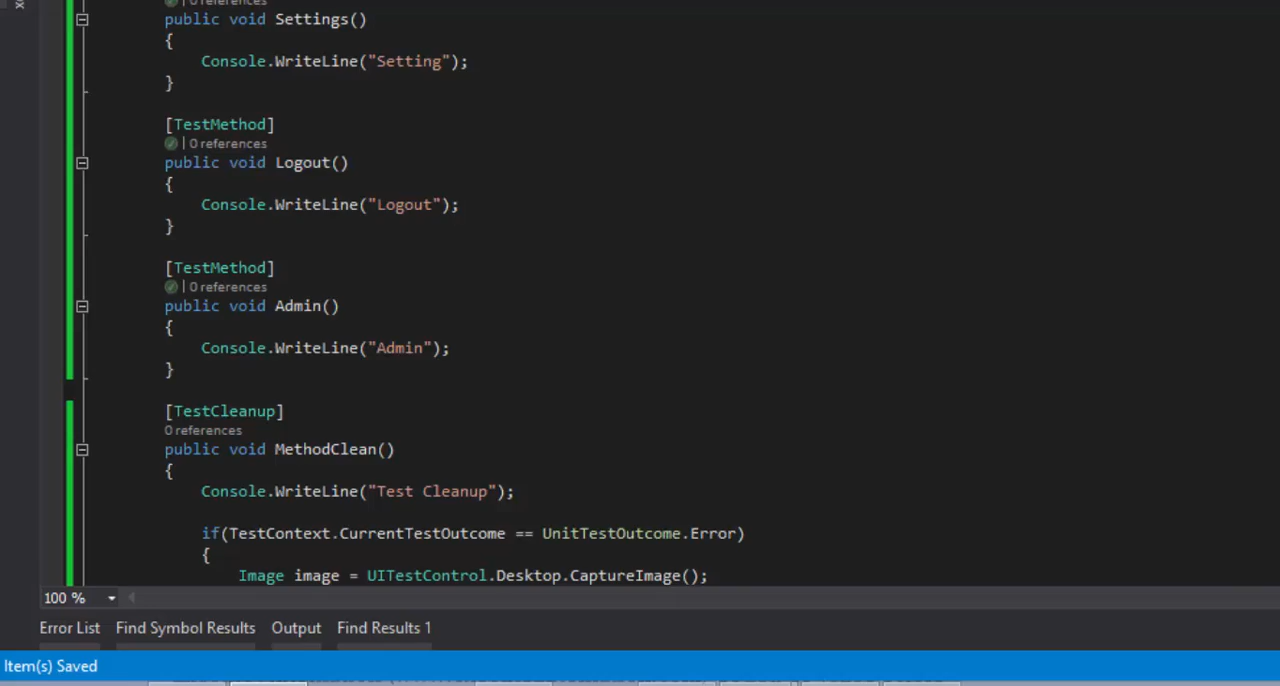 0 references
public void Settings()
{
Console.WriteLine("Setting");
}
[TestMethod]
| 0 references
public void Logout()
{
Console.WriteLine("Logout");
}
[TestMethod]
| 0 references
public void Admin()
{
Console.WriteLine("Admin");
}
[TestCleanup]
0 references
public void MethodClean()
{
Console.WriteLine("Test Cleanup");
if(TestContext.CurrentTestOutcome == UnitTestOutcome.Error)
{
Image image = UITestControl.Desktop.CaptureImage();
100 %
Error List Find Symbol Results Output Find Results 1
Item(s) Saved